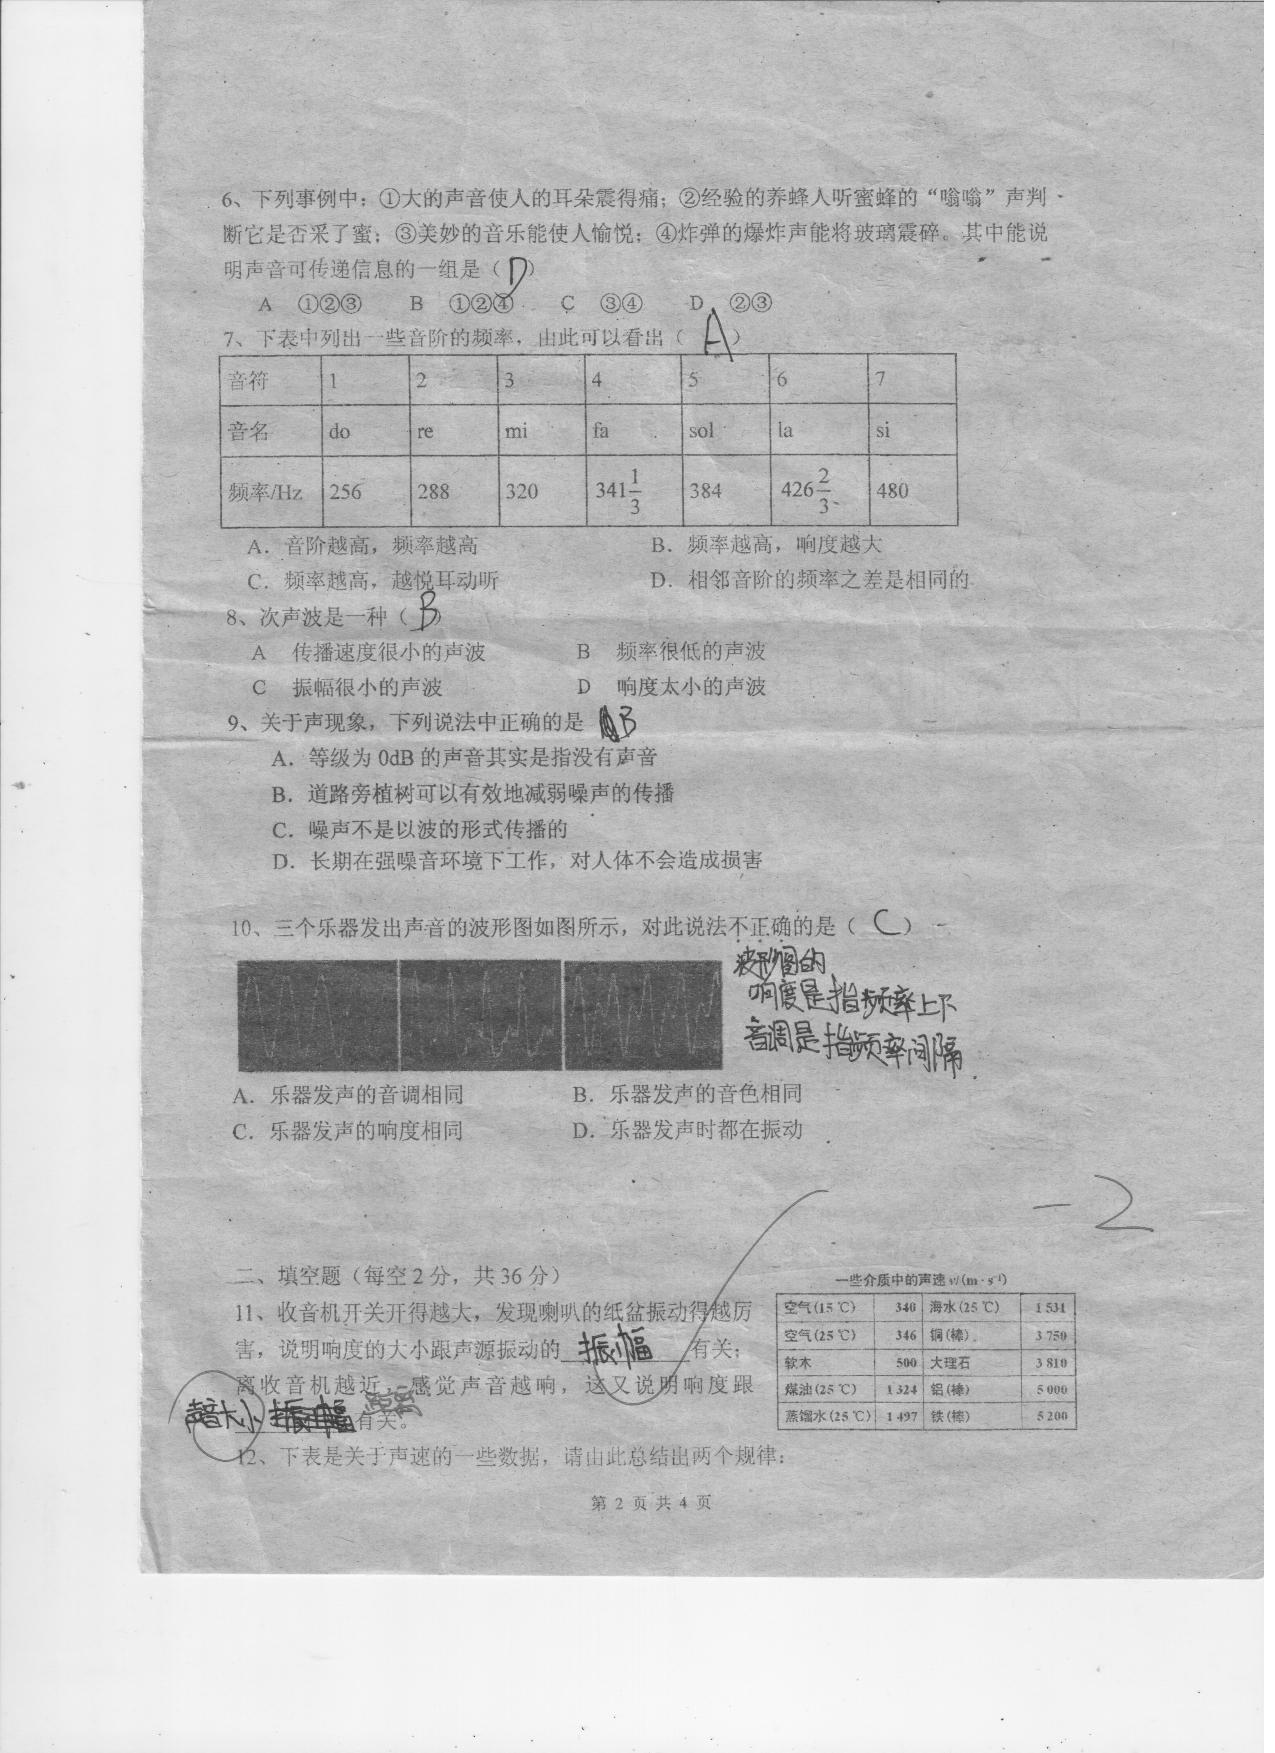 6、下列事例中：①大的声音使人的耳朵震得痛；②经验的养蜂人听蜜蜂的“嗡嗡”声判
断它是否采了蜜；③美妙的音乐能使人愉悦；④炸弹的爆炸声能将玻璃震碎。其中能说
明声音可传递信息的一组是（D）
A ①②③ B ①②④ C ③④ D ②③
7、下表中列出一些音阶的频率，由此可以看出（ A ）
音符 1 2 3 4 5 6 7
音名 do re mi fa sol la si
频率/Hz 256 288 320 341 1/3 384 426 2/3 480
A．音阶越高，频率越高 B．频率越高，响度越大
C．频率越高，越悦耳动听 D．相邻音阶的频率之差是相同的
8、次声波是一种（B）
A 传播速度很小的声波 B 频率很低的声波
C 振幅很小的声波 D 响度太小的声波
9、关于声现象，下列说法中正确的是 B
A．等级为 0dB 的声音其实是指没有声音
B．道路旁植树可以有效地减弱噪声的传播
C．噪声不是以波的形式传播的
D．长期在强噪音环境下工作，对人体不会造成损害
10、三个乐器发出声音的波形图如图所示，对此说法不正确的是（ C ）
波形图的
响度是指频率上下
音调是指频率间隔
A．乐器发声的音调相同 B．乐器发声的音色相同
C．乐器发声的响度相同 D．乐器发声时都在振动
-2
二、填空题（每空2分，共36分）
11、收音机开关开得越大，发现喇叭的纸盆振动得越厉
害，说明响度的大小跟声源振动的 振幅 有关；
离收音机越近，感觉声音越响，这又说明响度跟
声音大小 振幅 距离 有关。
一些介质中的声速 v/(m·s⁻¹)
空气(15℃) 340 海水(25℃) 1 531
空气(25℃) 346 铜(棒) 3 750
软木 500 大理石 3 810
煤油(25℃) 1 324 铝(棒) 5 000
蒸馏水(25℃) 1 497 铁(棒) 5 200
12、下表是关于声速的一些数据，请由此总结出两个规律：
第 2 页 共 4 页